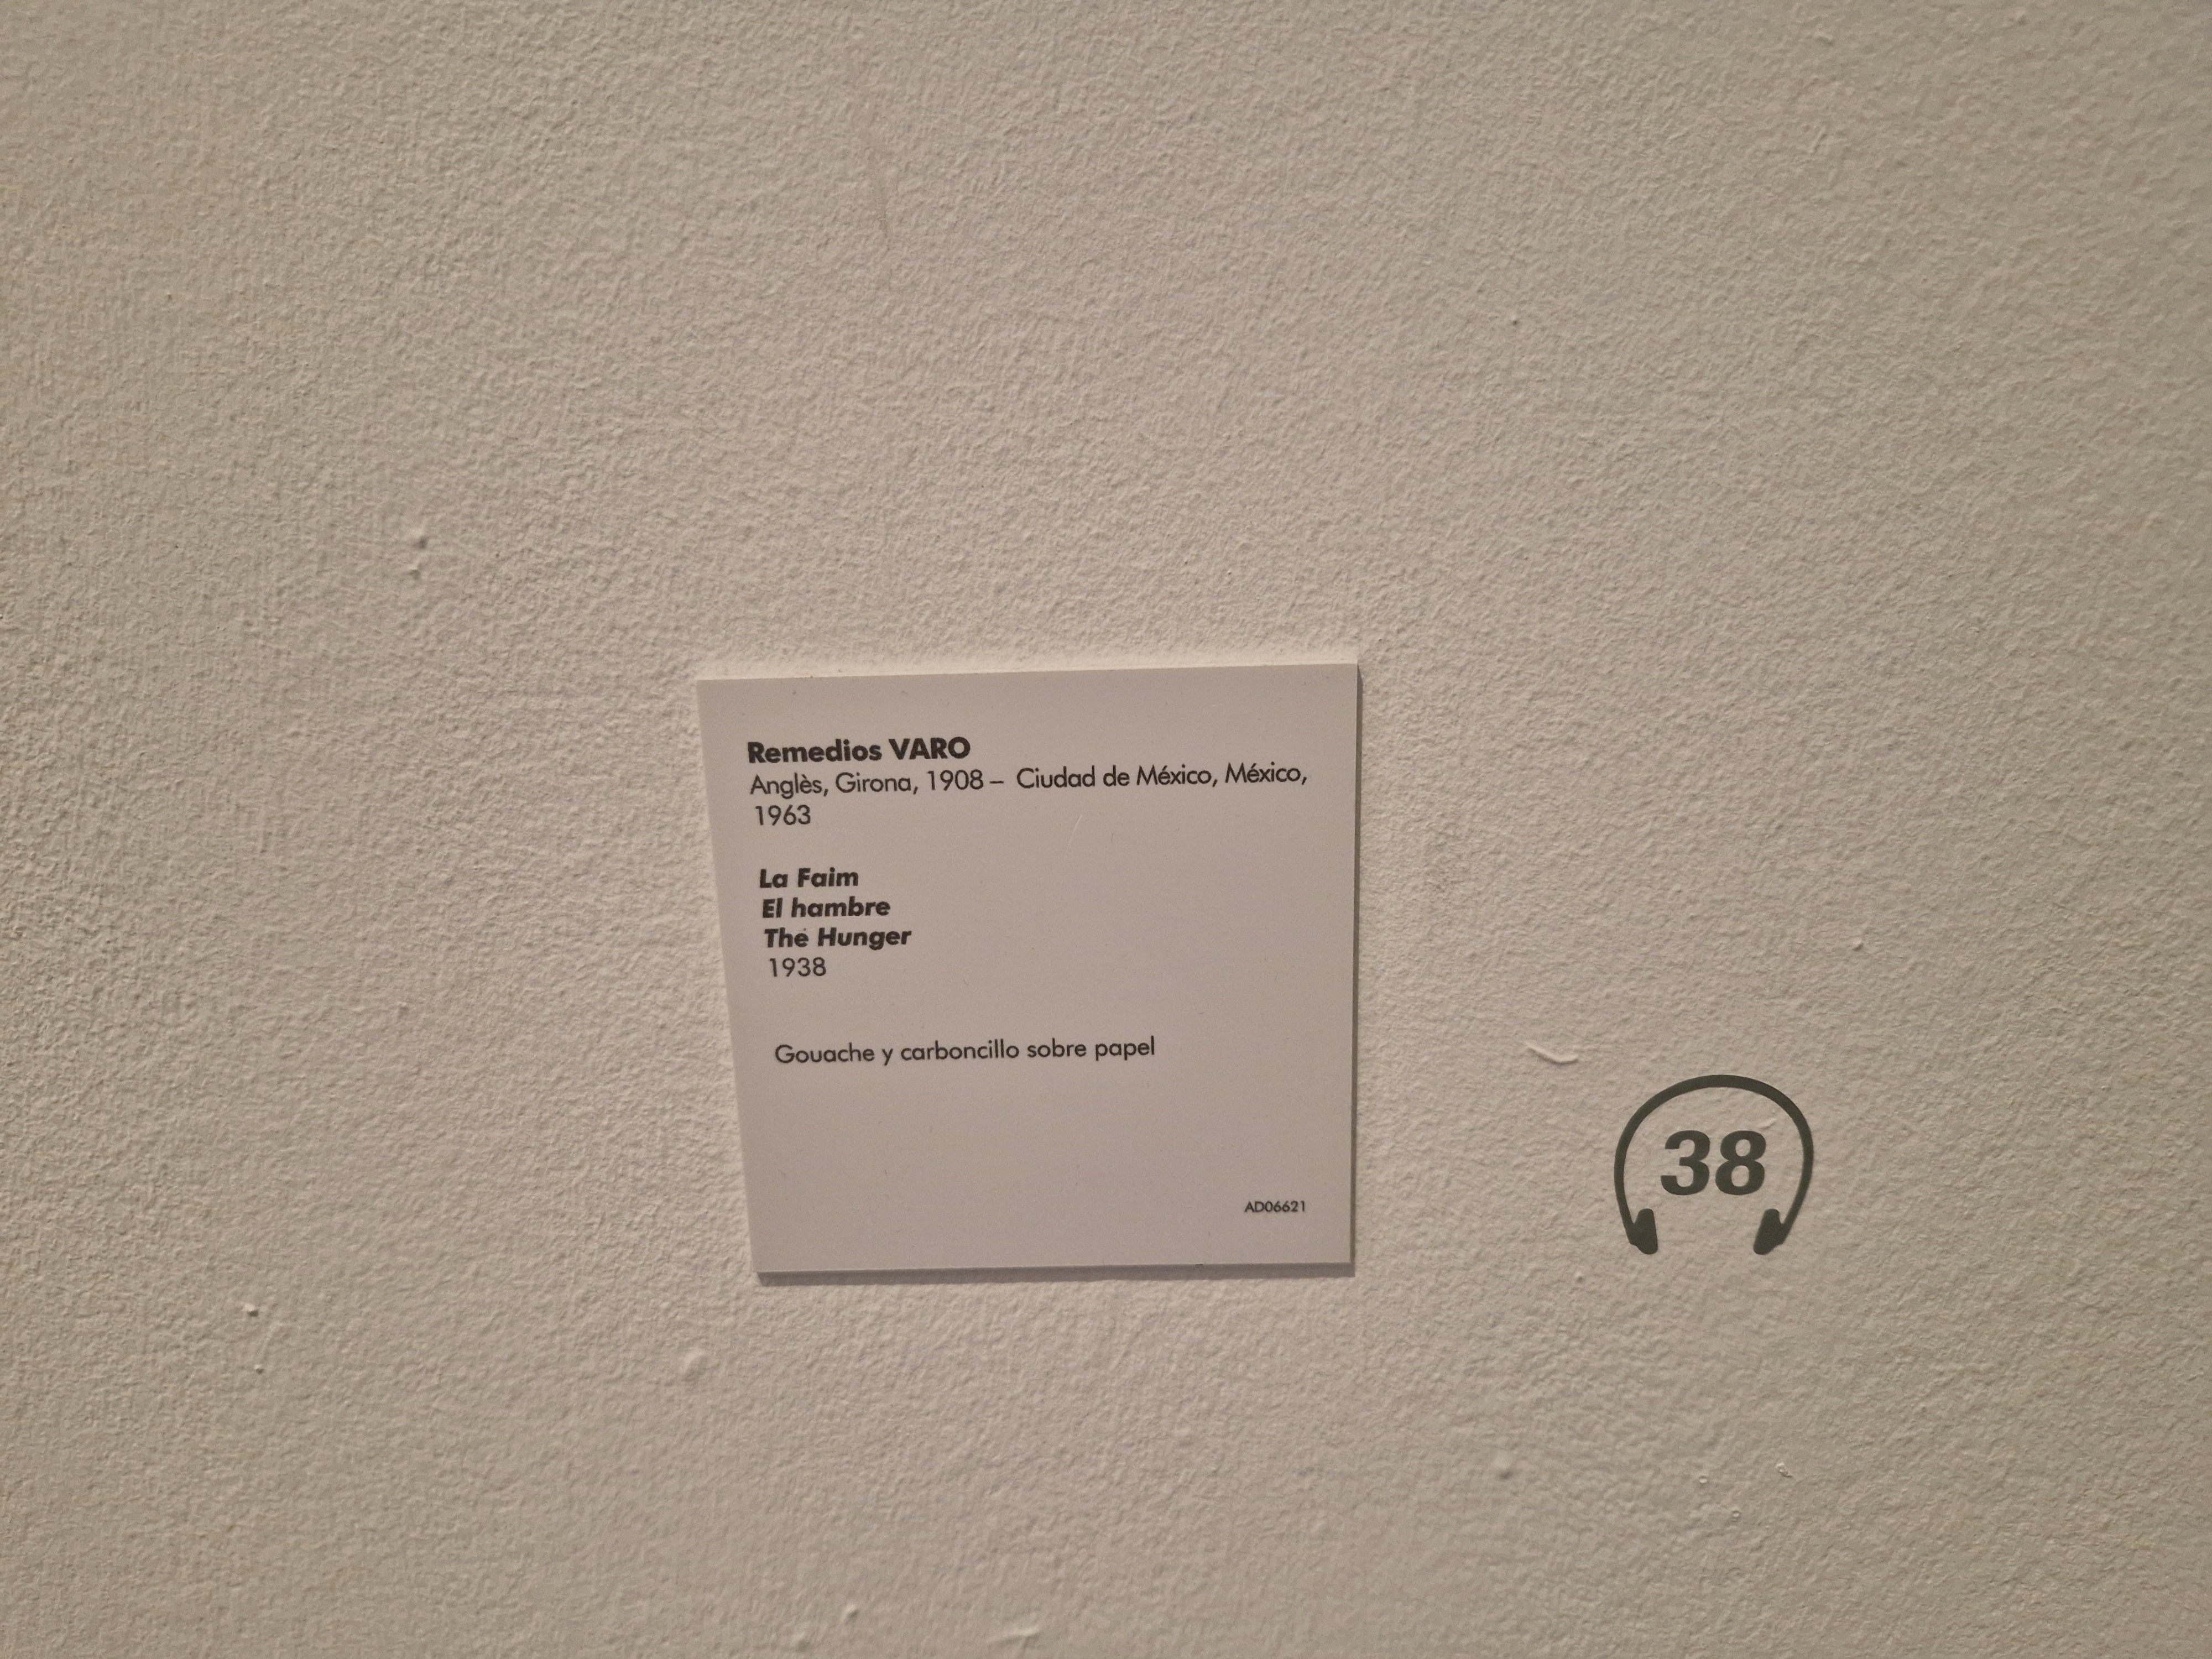 Remedios VARO
Anglès, Girona, 1908 – Ciudad de México, México,
1963
La Faim
El hambre
The Hunger
1938
Gouache y carboncillo sobre papel
AD06621
38